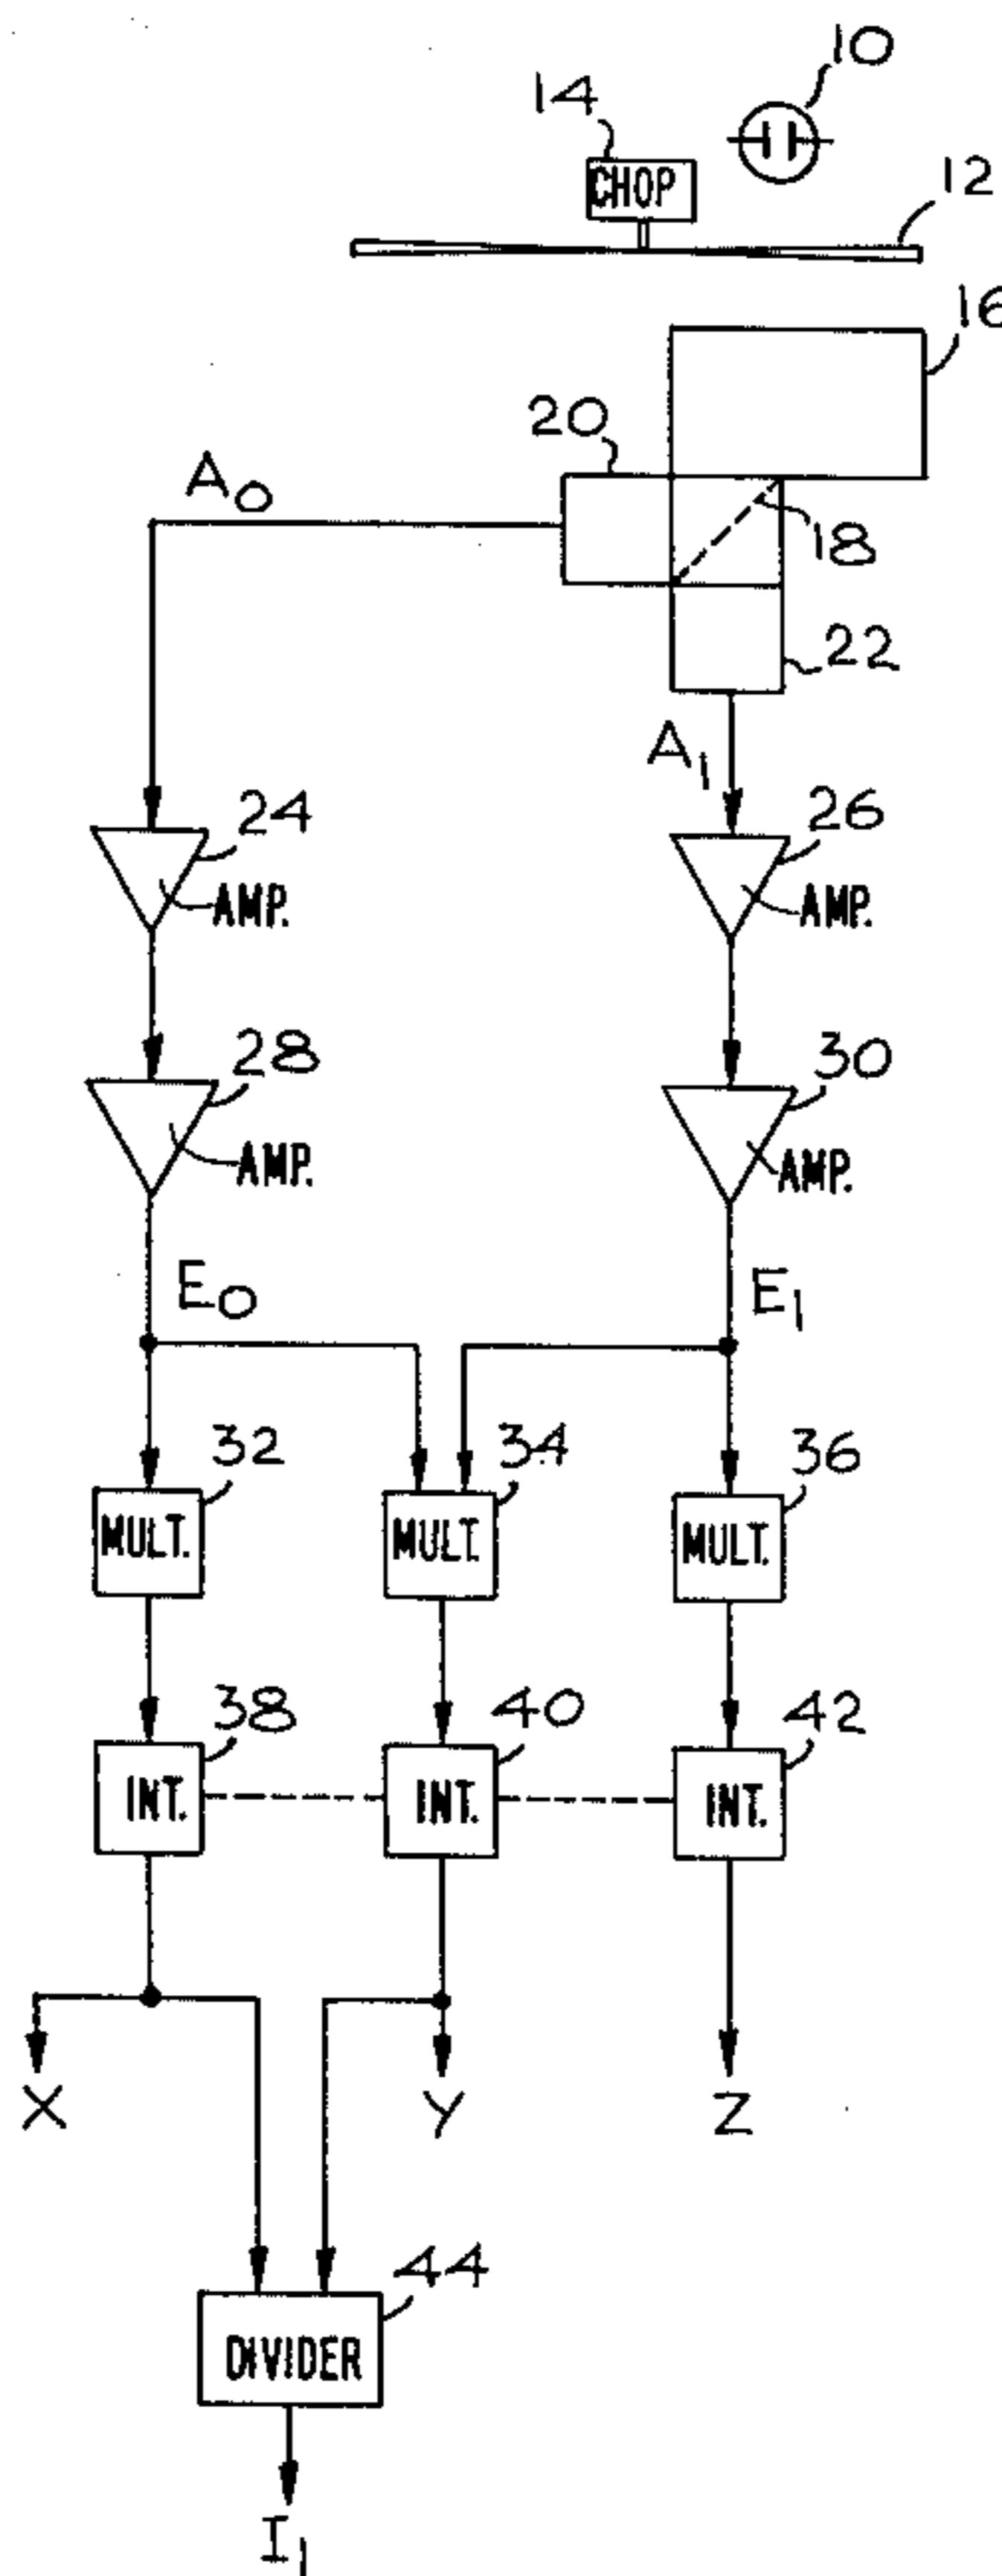 10
14
CHOP
12
16
20
A0
18
22
A1
24
26
AMP.
AMP.
28
30
AMP.
AMP.
E0
E1
32
34
36
MULT.
MULT.
MULT.
38
40
42
INT.
INT.
INT.
X
Y
Z
44
DIVIDER
I1